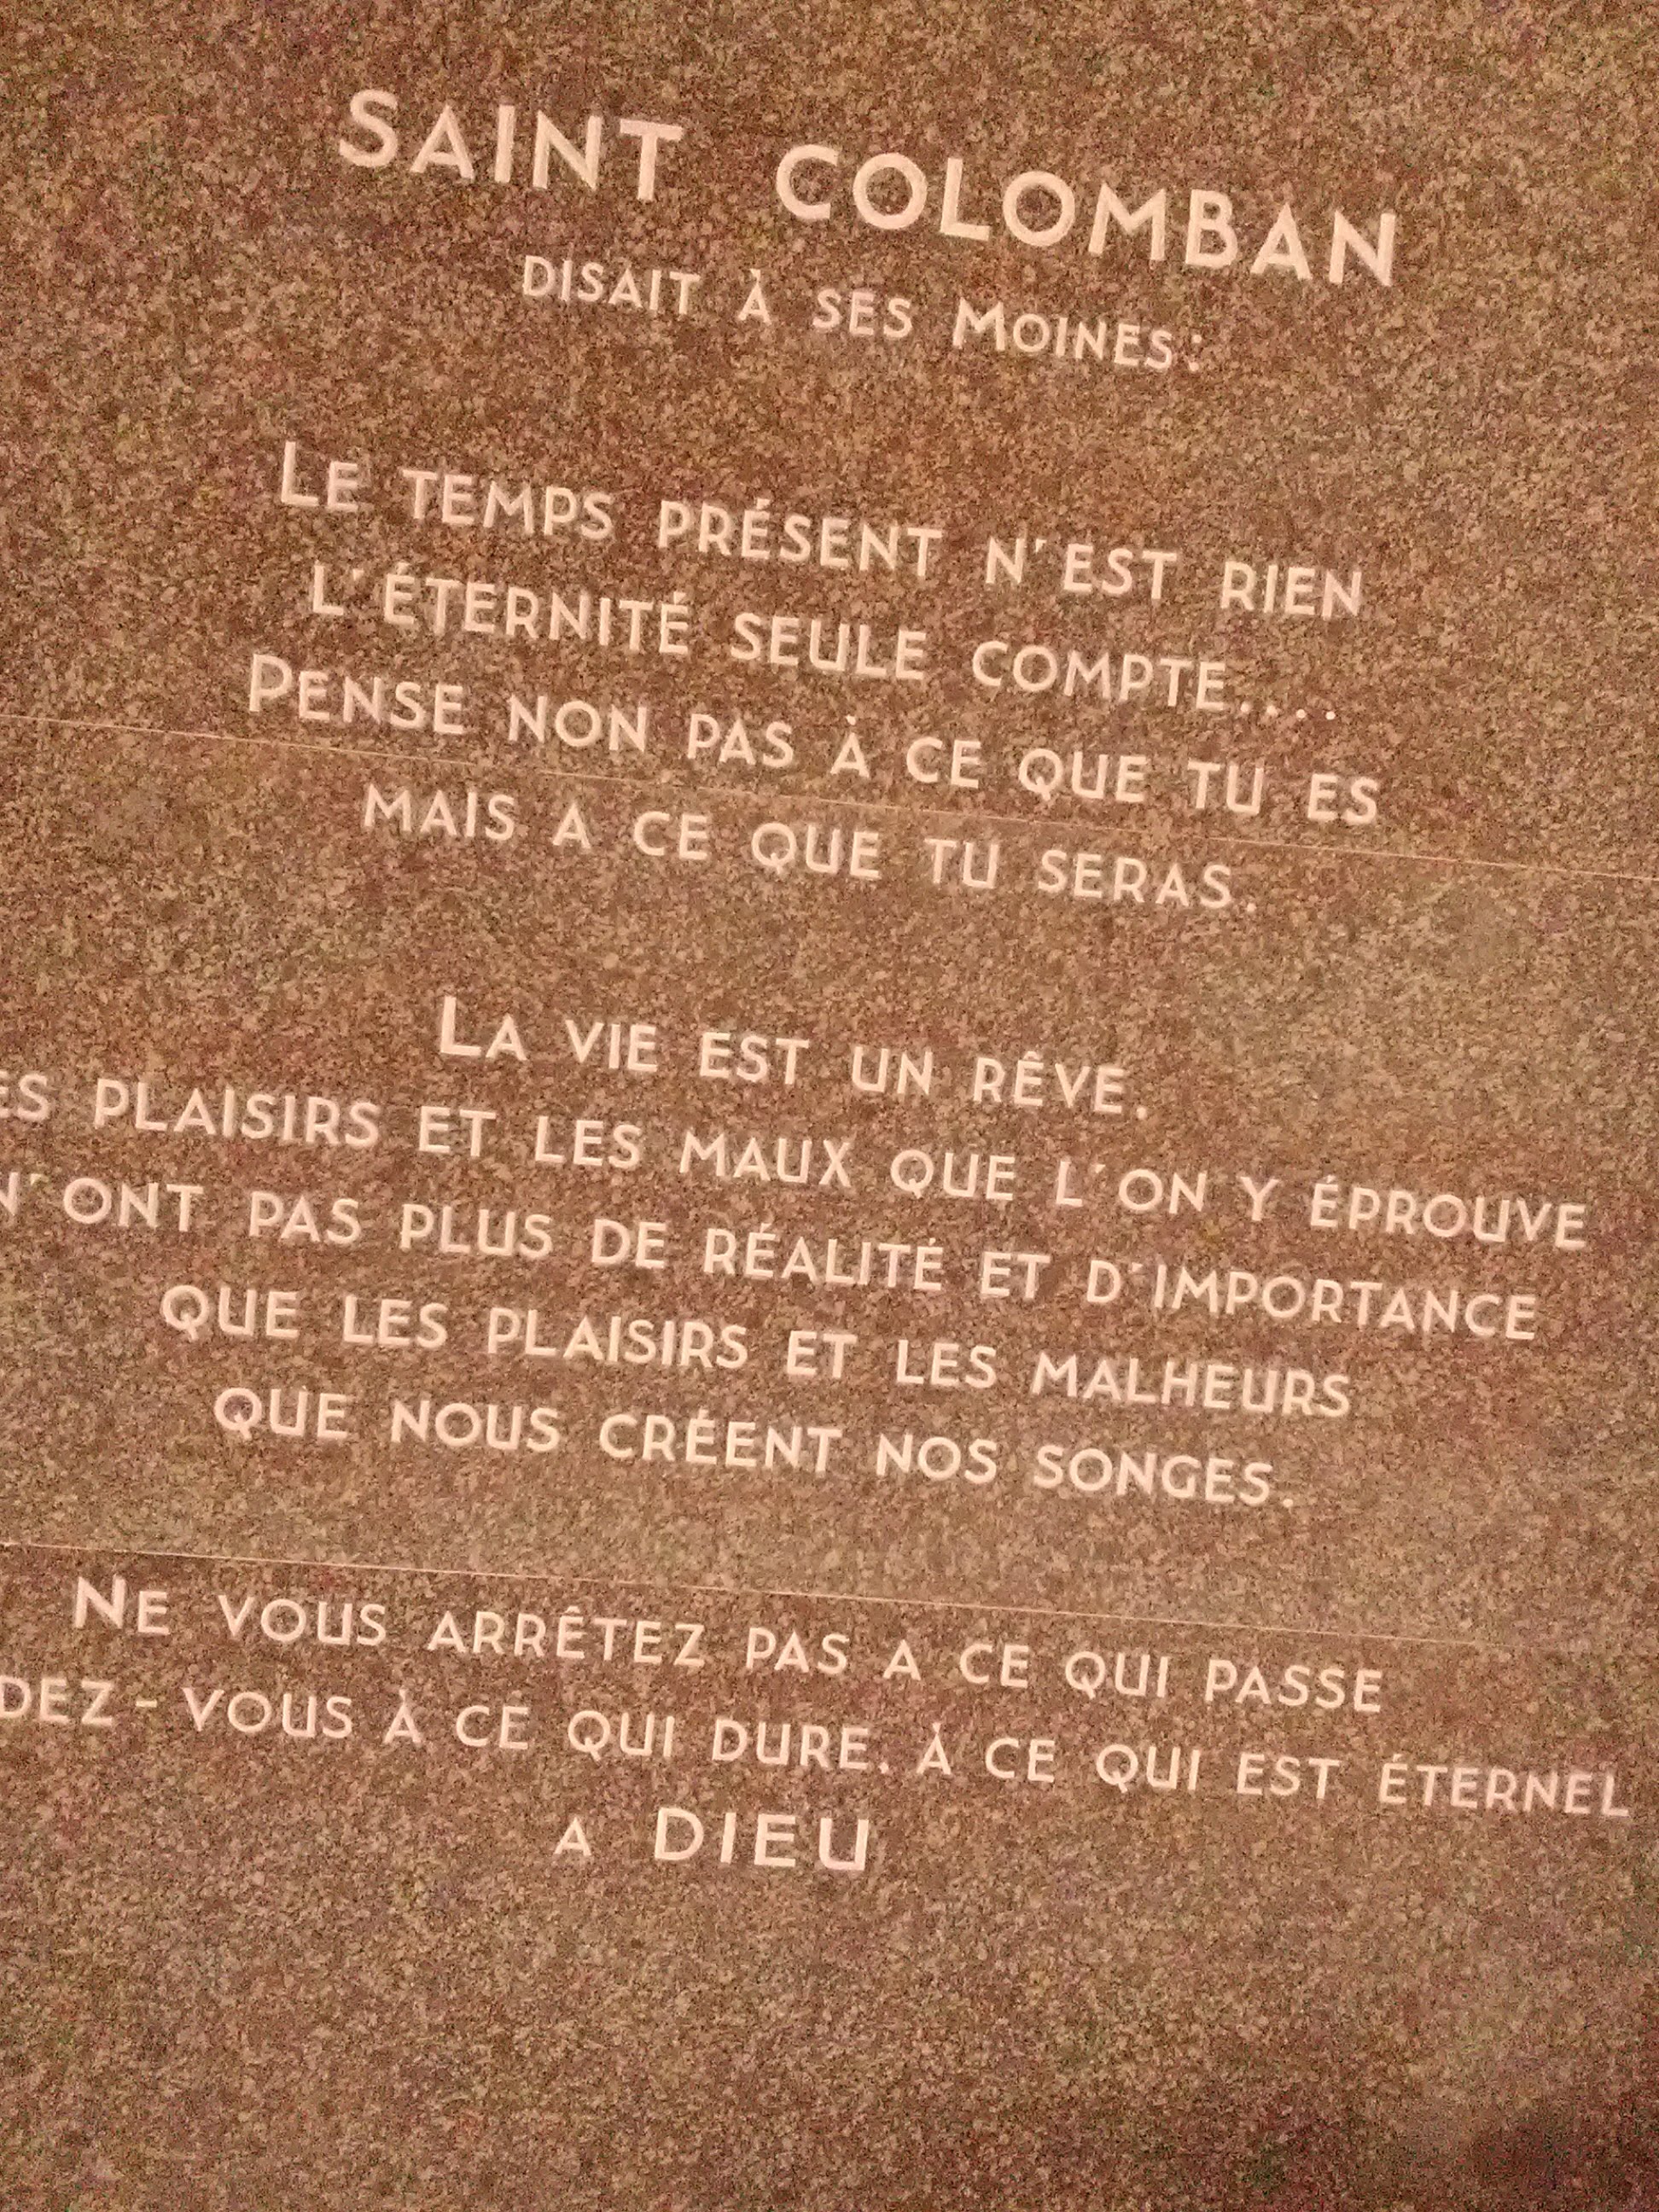 SAINT COLOMBAN
DISAIT À SES MOINES:
LE TEMPS PRÉSENT N'EST RIEN
L'ÉTERNITÉ SEULE COMPTE....
PENSE NON PAS À CE QUE TU ES
MAIS A CE QUE TU SERAS.
LA VIE EST UN RÊVE.
ES PLAISIRS ET LES MAUX QUE L'ON Y ÉPROUVE
N'ONT PAS PLUS DE RÉALITÉ ET D'IMPORTANCE
QUE LES PLAISIRS ET LES MALHEURS
QUE NOUS CRÉENT NOS SONGES.
NE VOUS ARRÊTEZ PAS A CE QUI PASSE
DEZ-VOUS À CE QUI DURE. À CE QUI EST ÉTERNEL
A DIEU